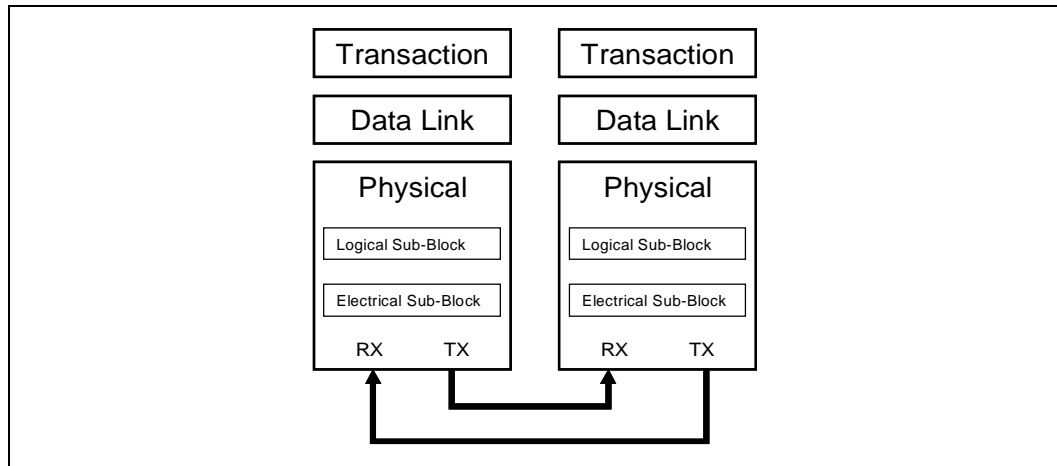 Transaction
Transaction
Data Link
Data Link
Physical
Physical
Logical Sub-Block
Logical Sub-Block
Electrical Sub-Block
Electrical Sub-Block
RX TX
RX TX